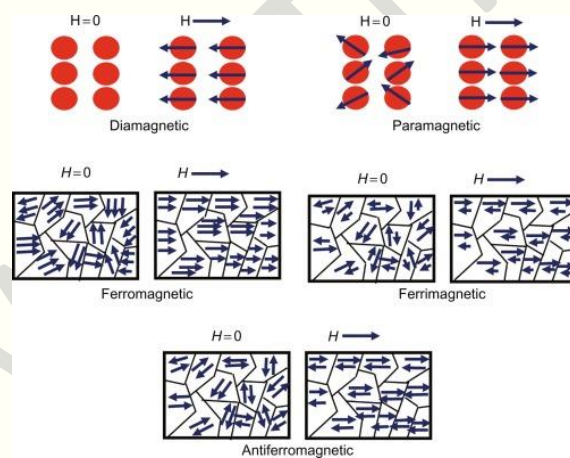 H=0 H H=0 H
Diamagnetic Paramagnetic
H=0 H H=0 H
Ferromagnetic Ferrimagnetic
H=0 H
Antiferromagnetic